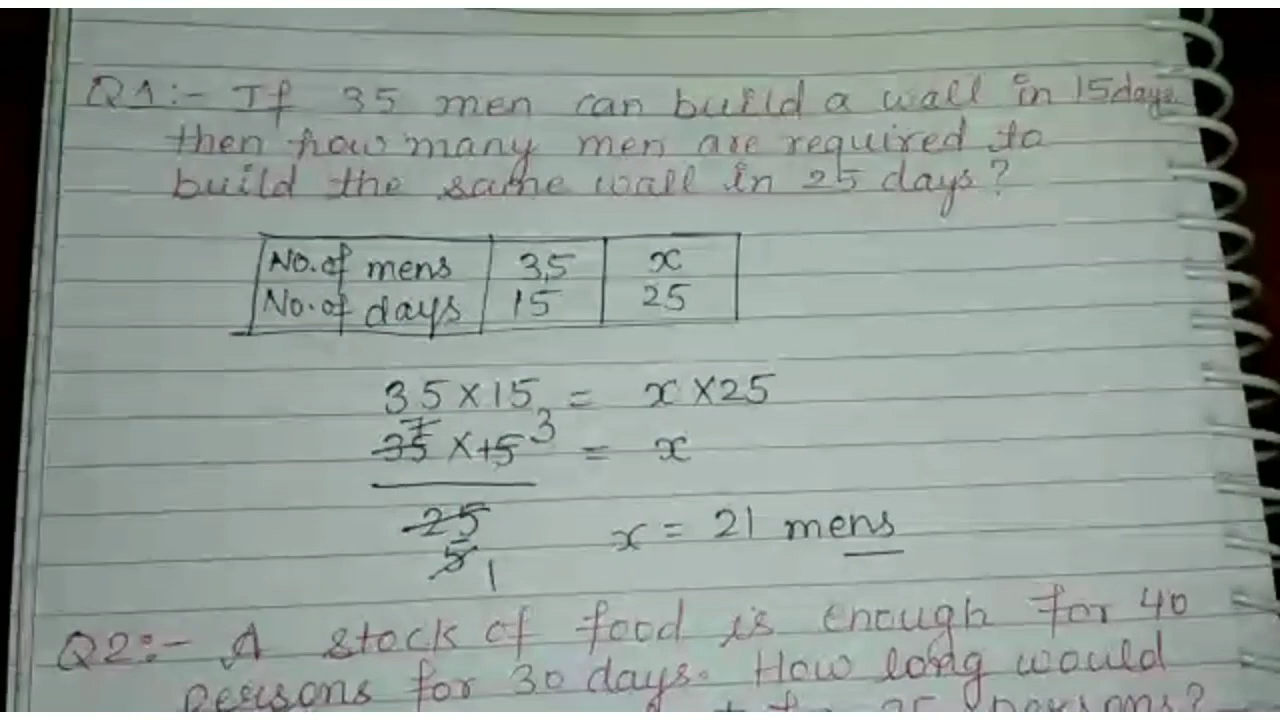 Q1:- If 35 men can build a wall in 15 days
then how many men are required to
build the same wall in 25 days?
No. of mens 35 x
No. of days 15 25
35 × 15 = x × 25
7 3
35 × 15 = x
25
5 1
x = 21 mens
Q2:- A stock of food is enough for 40
persons for 30 days. How long would
persons?